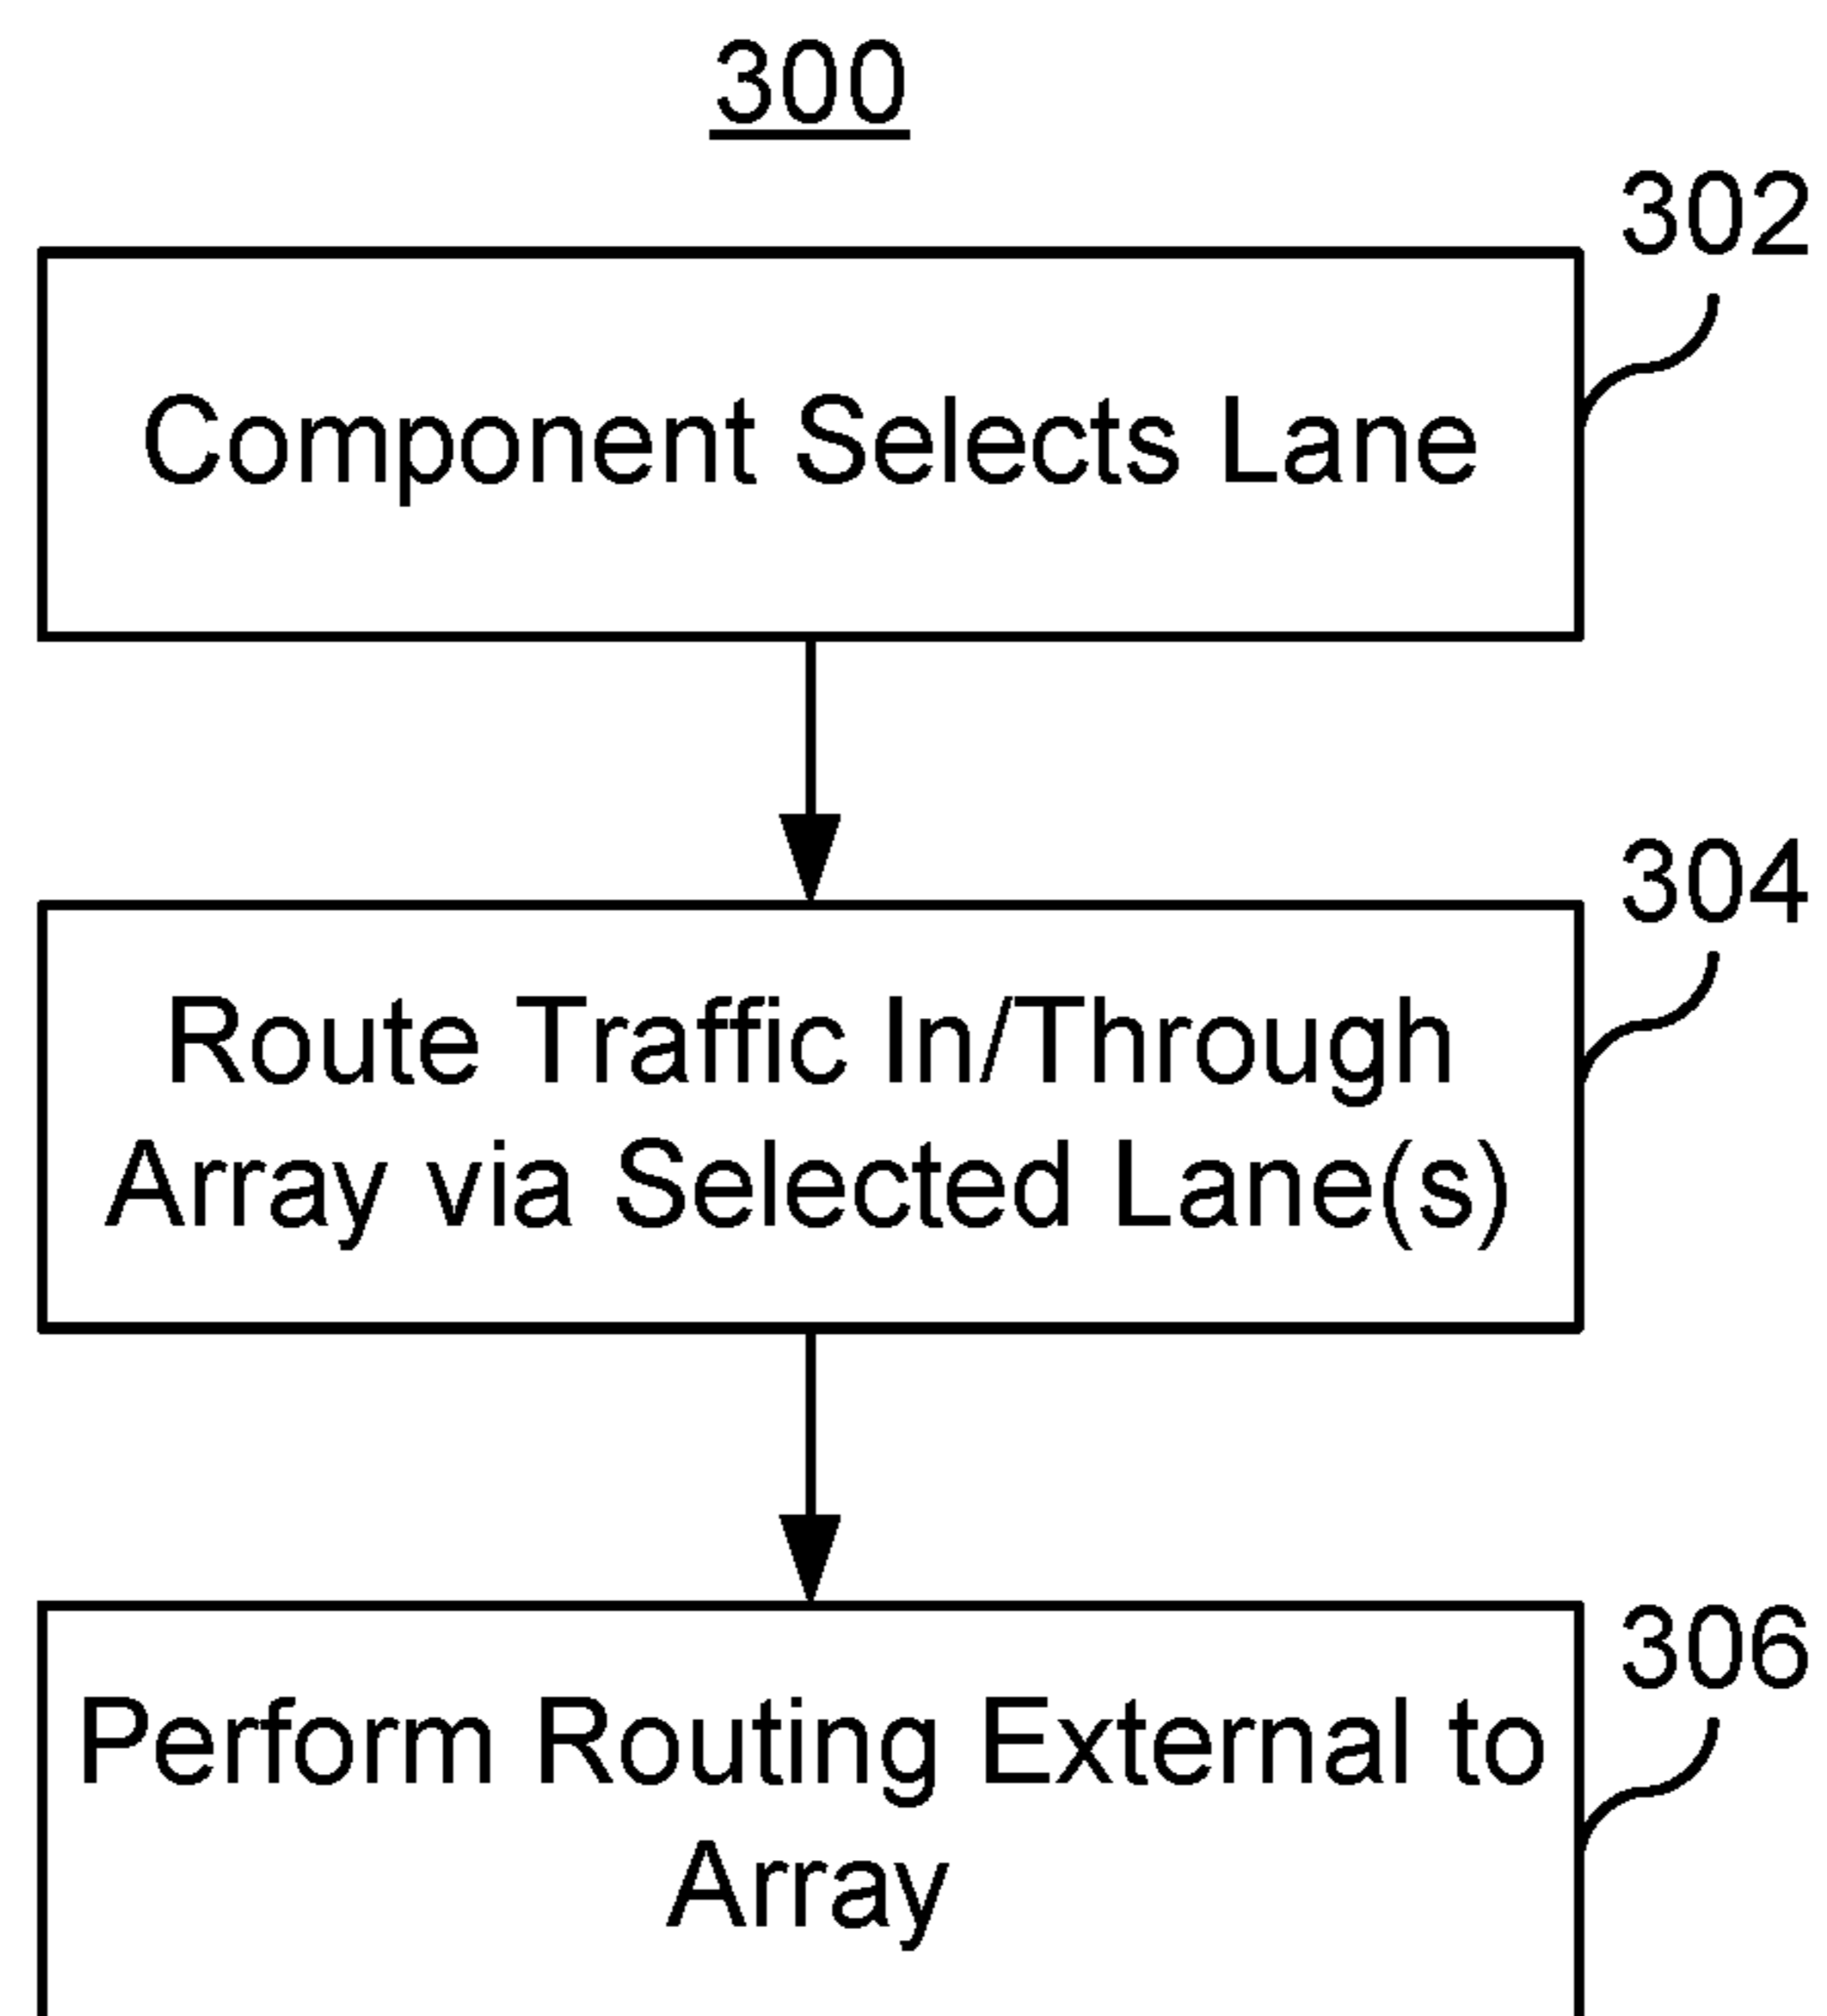 300
302
Component Selects Lane
304
Route Traffic In/Through
Array via Selected Lane(s)
306
Perform Routing External to
Array